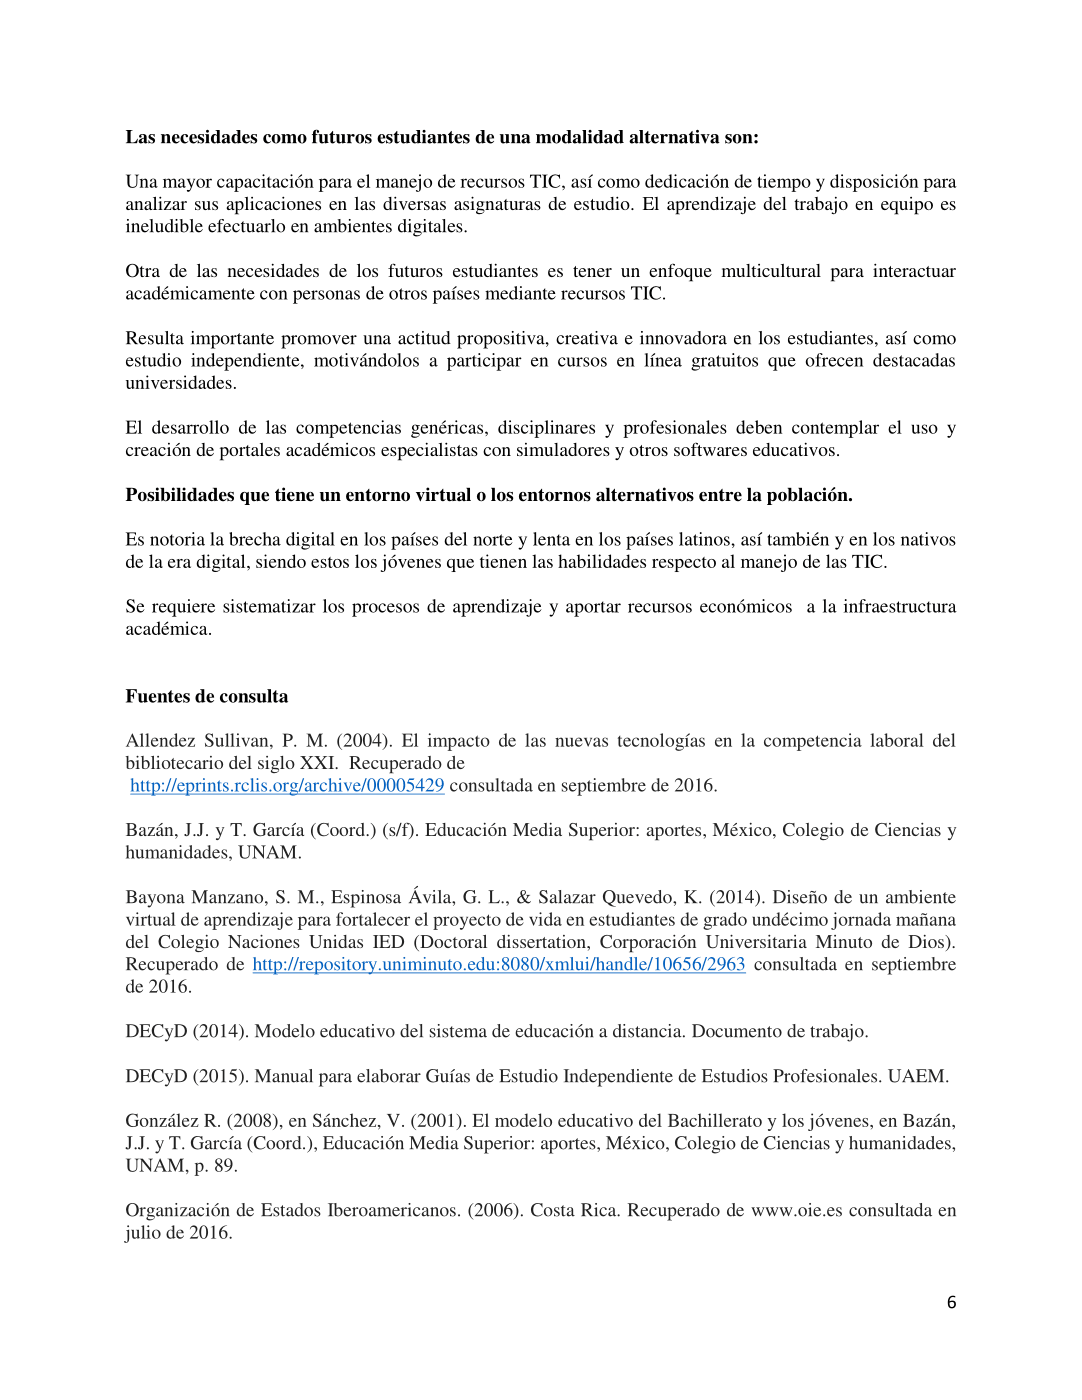 Las necesidades como futuros estudiantes de una modalidad alternativa son:
Una mayor capacitación para el manejo de recursos TIC, así como dedicación de tiempo y disposición para
analizar sus aplicaciones en las diversas asignaturas de estudio. El aprendizaje del trabajo en equipo es
ineludible efectuarlo en ambientes digitales.
Otra de las necesidades de los futuros estudiantes es tener un enfoque multicultural para interactuar
académicamente con personas de otros países mediante recursos TIC.
Resulta importante promover una actitud propositiva, creativa e innovadora en los estudiantes, así como
estudio independiente, motivándolos a participar en cursos en línea gratuitos que ofrecen destacadas
universidades.
El desarrollo de las competencias genéricas, disciplinares y profesionales deben contemplar el uso y
creación de portales académicos especialistas con simuladores y otros softwares educativos.
Posibilidades que tiene un entorno virtual o los entornos alternativos entre la población.
Es notoria la brecha digital en los países del norte y lenta en los países latinos, así también y en los nativos
de la era digital, siendo estos los jóvenes que tienen las habilidades respecto al manejo de las TIC.
Se requiere sistematizar los procesos de aprendizaje y aportar recursos económicos  a la infraestructura
académica.
Fuentes de consulta
Allendez Sullivan, P. M. (2004). El impacto de las nuevas tecnologías en la competencia laboral del
bibliotecario del siglo XXI.  Recuperado de
http://eprints.rclis.org/archive/00005429 consultada en septiembre de 2016.
Bazán, J.J. y T. García (Coord.) (s/f). Educación Media Superior: aportes, México, Colegio de Ciencias y
humanidades, UNAM.
Bayona Manzano, S. M., Espinosa Ávila, G. L., & Salazar Quevedo, K. (2014). Diseño de un ambiente
virtual de aprendizaje para fortalecer el proyecto de vida en estudiantes de grado undécimo jornada mañana
del Colegio Naciones Unidas IED (Doctoral dissertation, Corporación Universitaria Minuto de Dios).
Recuperado de http://repository.uniminuto.edu:8080/xmlui/handle/10656/2963 consultada en septiembre
de 2016.
DECyD (2014). Modelo educativo del sistema de educación a distancia. Documento de trabajo.
DECyD (2015). Manual para elaborar Guías de Estudio Independiente de Estudios Profesionales. UAEM.
González R. (2008), en Sánchez, V. (2001). El modelo educativo del Bachillerato y los jóvenes, en Bazán,
J.J. y T. García (Coord.), Educación Media Superior: aportes, México, Colegio de Ciencias y humanidades,
UNAM, p. 89.
Organización de Estados Iberoamericanos. (2006). Costa Rica. Recuperado de www.oie.es consultada en
julio de 2016.
6